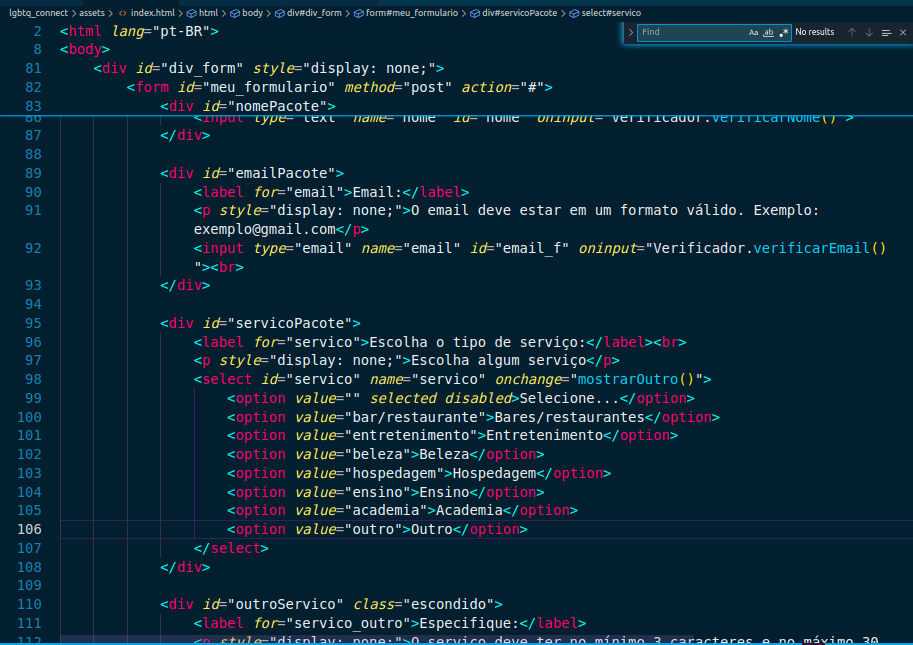 lgbtq_connect > assets > <> index.html > html > body > div#div_form > form#meu_formulario > div#servicoPacote > select#servico
> Find Aa ab .* No results
2 <html lang="pt-BR">
8 <body>
81 <div id="div_form" style="display: none;">
82 <form id="meu_formulario" method="post" action="#">
83 <div id="nomePacote">
86 <input type="text" name="nome" id="nome" oninput="Verificador.verificarNome()">
87 </div>
88
89 <div id="emailPacote">
90 <label for="email">Email:</label>
91 <p style="display: none;">O email deve estar em um formato válido. Exemplo:
exemplo@gmail.com</p>
92 <input type="email" name="email" id="email_f" oninput="Verificador.verificarEmail()
"><br>
93 </div>
94
95 <div id="servicoPacote">
96 <label for="servico">Escolha o tipo de serviço:</label><br>
97 <p style="display: none;">Escolha algum serviço</p>
98 <select id="servico" name="servico" onchange="mostrarOutro()">
99 <option value="" selected disabled>Selecione...</option>
100 <option value="bar/restaurante">Bares/restaurantes</option>
101 <option value="entretenimento">Entretenimento</option>
102 <option value="beleza">Beleza</option>
103 <option value="hospedagem">Hospedagem</option>
104 <option value="ensino">Ensino</option>
105 <option value="academia">Academia</option>
106 <option value="outro">Outro</option>
107 </select>
108 </div>
109
110 <div id="outroServico" class="escondido">
111 <label for="servico_outro">Especifique:</label>
112 <p style="display: none;">O serviço deve ter no mínimo 3 caracteres e no máximo 30